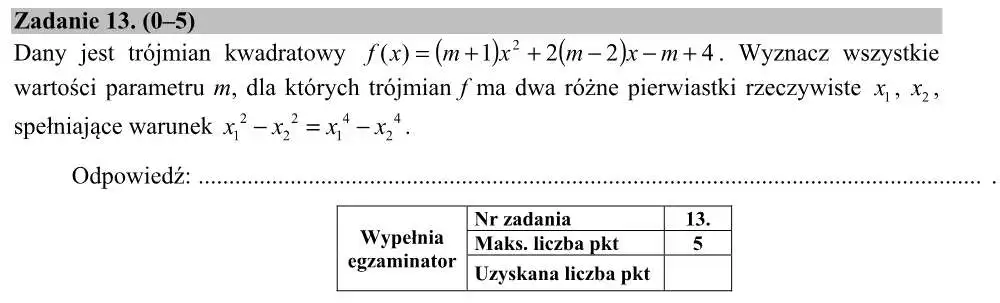 Zadanie 13. (0–5)
Dany jest trójmian kwadratowy f(x) = (m+1)x² + 2(m−2)x − m + 4. Wyznacz wszystkie
wartości parametru m, dla których trójmian f ma dwa różne pierwiastki rzeczywiste x₁, x₂,
spełniające warunek x₁² − x₂² = x₁⁴ − x₂⁴.
Odpowiedź: ................................................................................................................................ .
Wypełnia
egzaminator
Nr zadania 13.
Maks. liczba pkt 5
Uzyskana liczba pkt